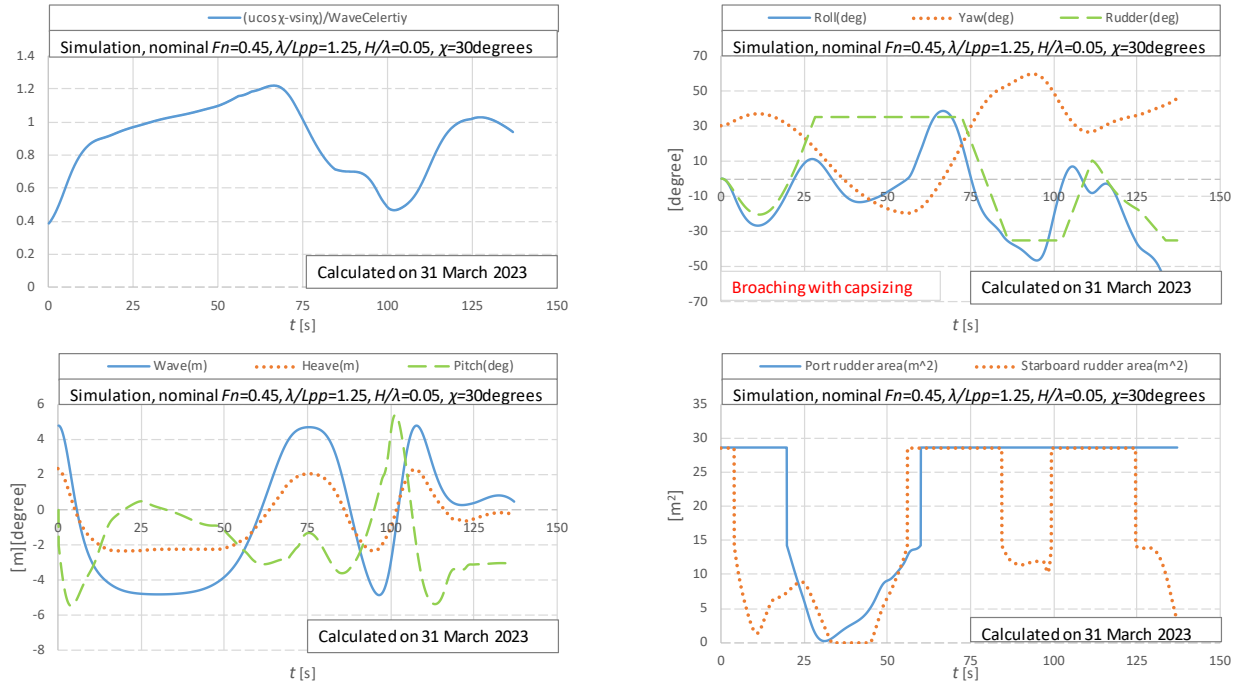 (ucosχ-vsinχ)/WaveCelertiy
Simulation, nominal Fn=0.45, λ/Lpp=1.25, H/λ=0.05, χ=30degrees
1.4
1.2
1
0.8
0.6
0.4
0.2
0
0 25 50 75 100 125 150
Calculated on 31 March 2023
t [s]
Roll(deg) Yaw(deg) Rudder(deg)
Simulation, nominal Fn=0.45, λ/Lpp=1.25, H/λ=0.05, χ=30degrees
[degree]
70
50
30
10
-10
-30
-50
-70
0 25 50 75 100 125 150
Broaching with capsizing
Calculated on 31 March 2023
t [s]
Wave(m) Heave(m) Pitch(deg)
Simulation, nominal Fn=0.45, λ/Lpp=1.25, H/λ=0.05, χ=30degrees
[m][degree]
6
4
2
0
-2
-4
-6
-8
0 25 50 75 100 125 150
Calculated on 31 March 2023
t [s]
Port rudder area(m^2) Starboard rudder area(m^2)
Simulation, nominal Fn=0.45, λ/Lpp=1.25, H/λ=0.05, χ=30degrees
[m²]
35
30
25
20
15
10
5
0
0 25 50 75 100 125 150
Calculated on 31 March 2023
t [s]